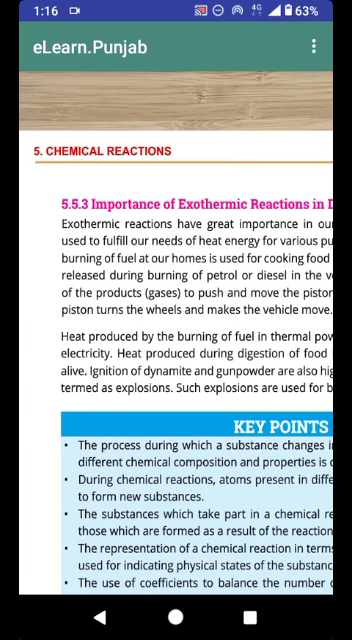 1:16
4G
63%
eLearn.Punjab
5. CHEMICAL REACTIONS
5.5.3 Importance of Exothermic Reactions in D
Exothermic reactions have great importance in ou
used to fulfill our needs of heat energy for various pu
burning of fuel at our homes is used for cooking food
released during burning of petrol or diesel in the v
of the products (gases) to push and move the piston
piston turns the wheels and makes the vehicle move.
Heat produced by the burning of fuel in thermal pow
electricity. Heat produced during digestion of food
alive. Ignition of dynamite and gunpowder are also hig
termed as explosions. Such explosions are used for b
KEY POINTS
• The process during which a substance changes i
different chemical composition and properties is c
• During chemical reactions, atoms present in diffe
to form new substances.
• The substances which take part in a chemical re
those which are formed as a result of the reaction
• The representation of a chemical reaction in term
used for indicating physical states of the substanc
• The use of coefficients to balance the number o